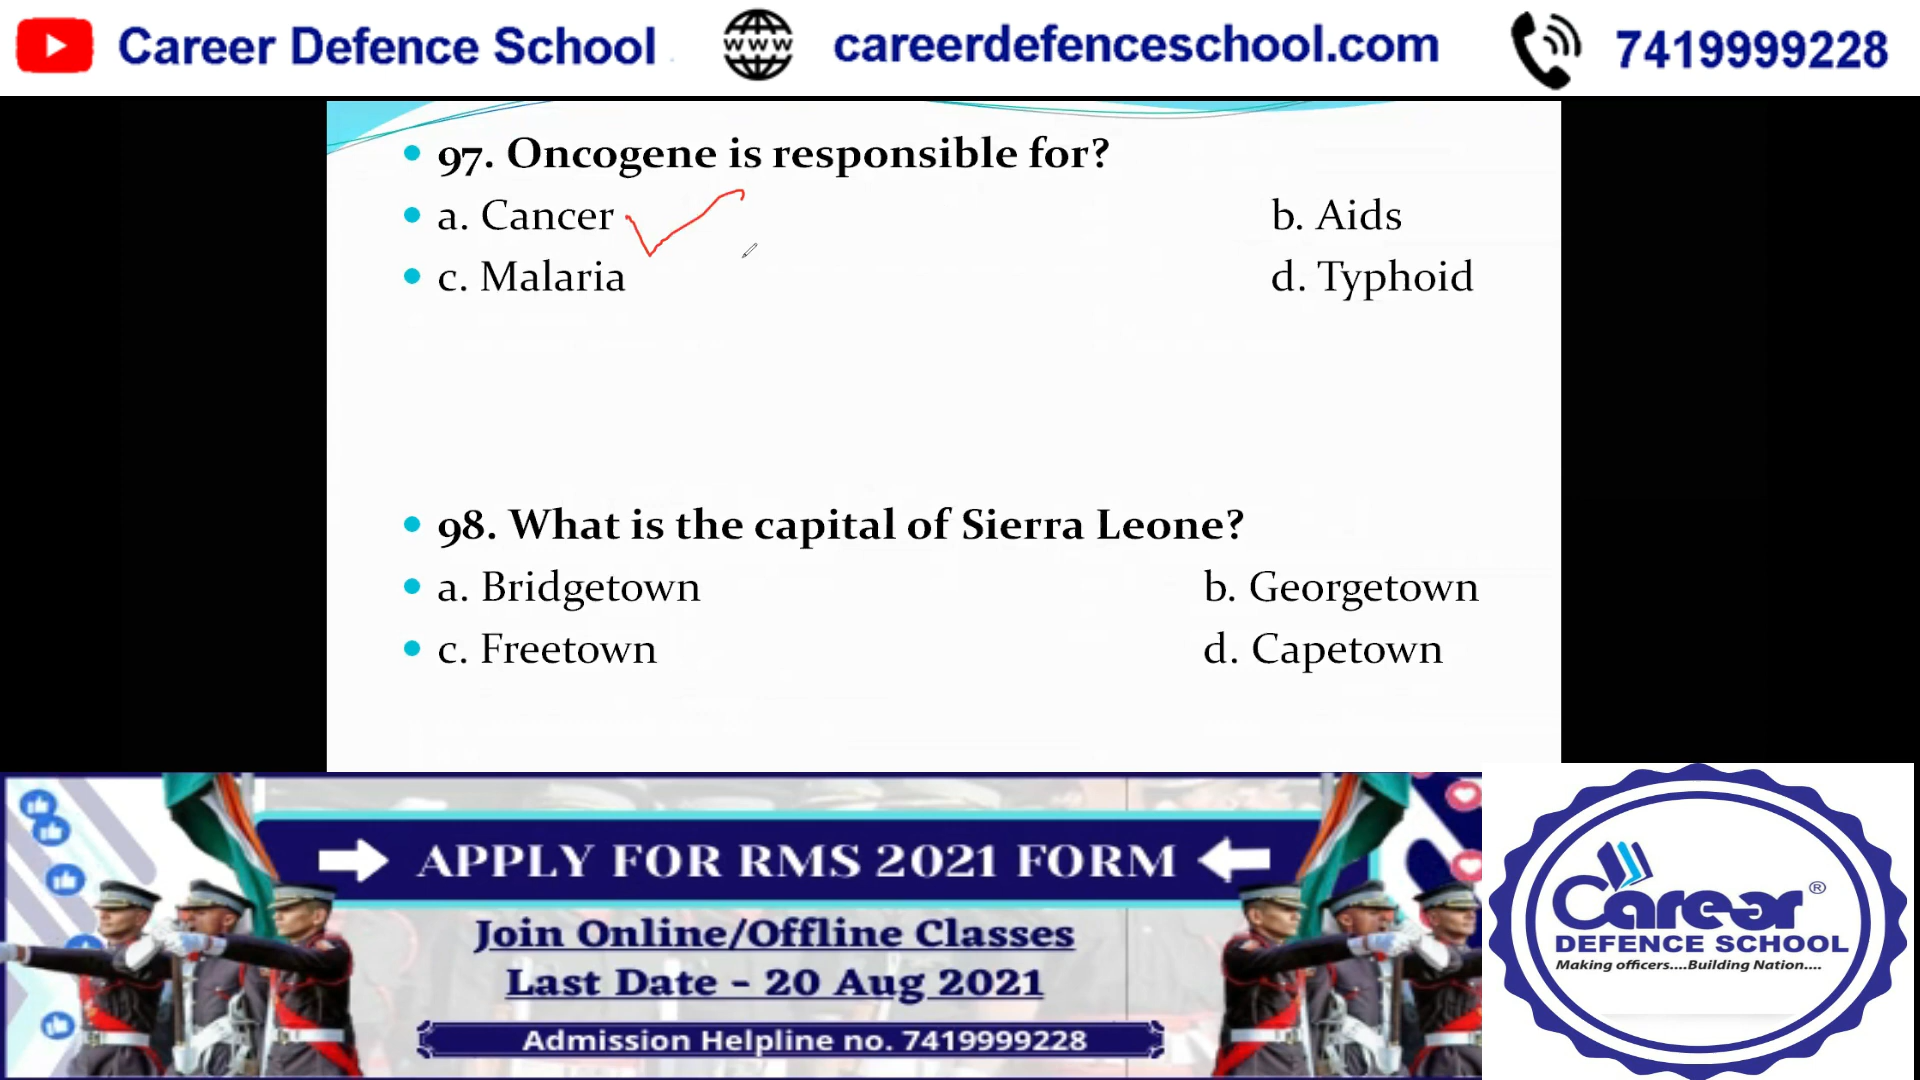 Career Defence School
www
careerdefenceschool.com
7419999228
97. Oncogene is responsible for?
a. Cancer b. Aids
c. Malaria d. Typhoid
98. What is the capital of Sierra Leone?
a. Bridgetown b. Georgetown
c. Freetown d. Capetown
APPLY FOR RMS 2021 FORM
Join Online/Offline Classes
Last Date - 20 Aug 2021
Admission Helpline no. 7419999228
Career ®
DEFENCE SCHOOL
Making officers....Building Nation....